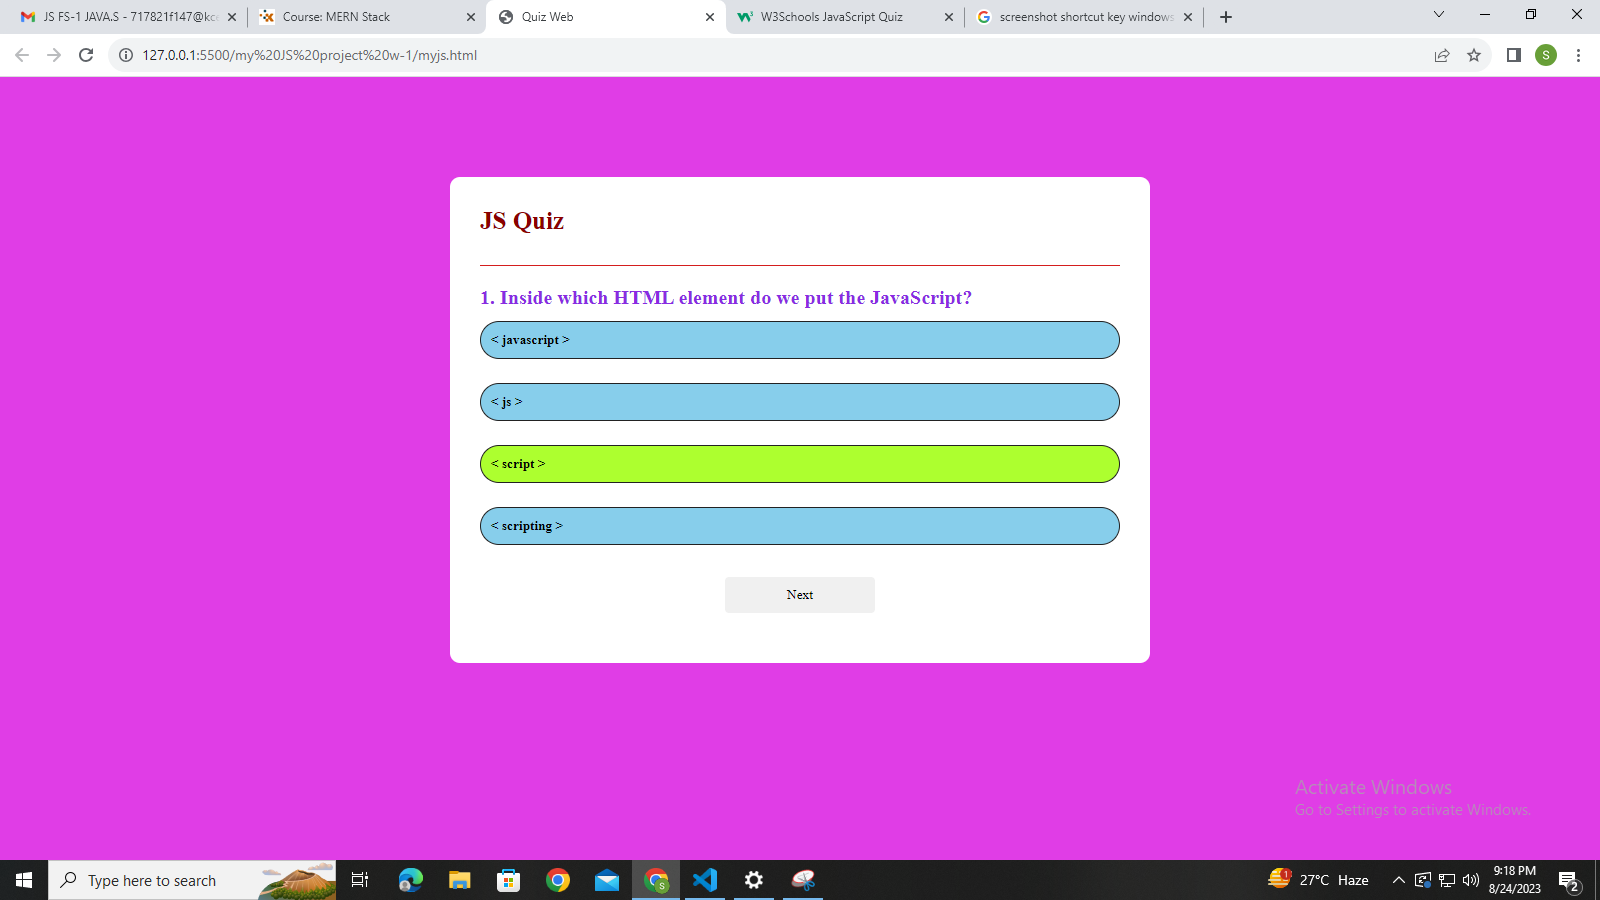 JS FS-1 JAVA.S - 717821f147@kc
Course: MERN Stack
Quiz Web
W3Schools JavaScript Quiz
screenshot shortcut key windows
127.0.0.1:5500/my%20JS%20project%20w-1/myjs.html
S
JS Quiz
1. Inside which HTML element do we put the JavaScript?
< javascript >
< js >
< script >
< scripting >
Next
Activate Windows
Go to Settings to activate Windows.
Type here to search
S
1
27°C Haze
9:18 PM
8/24/2023
2